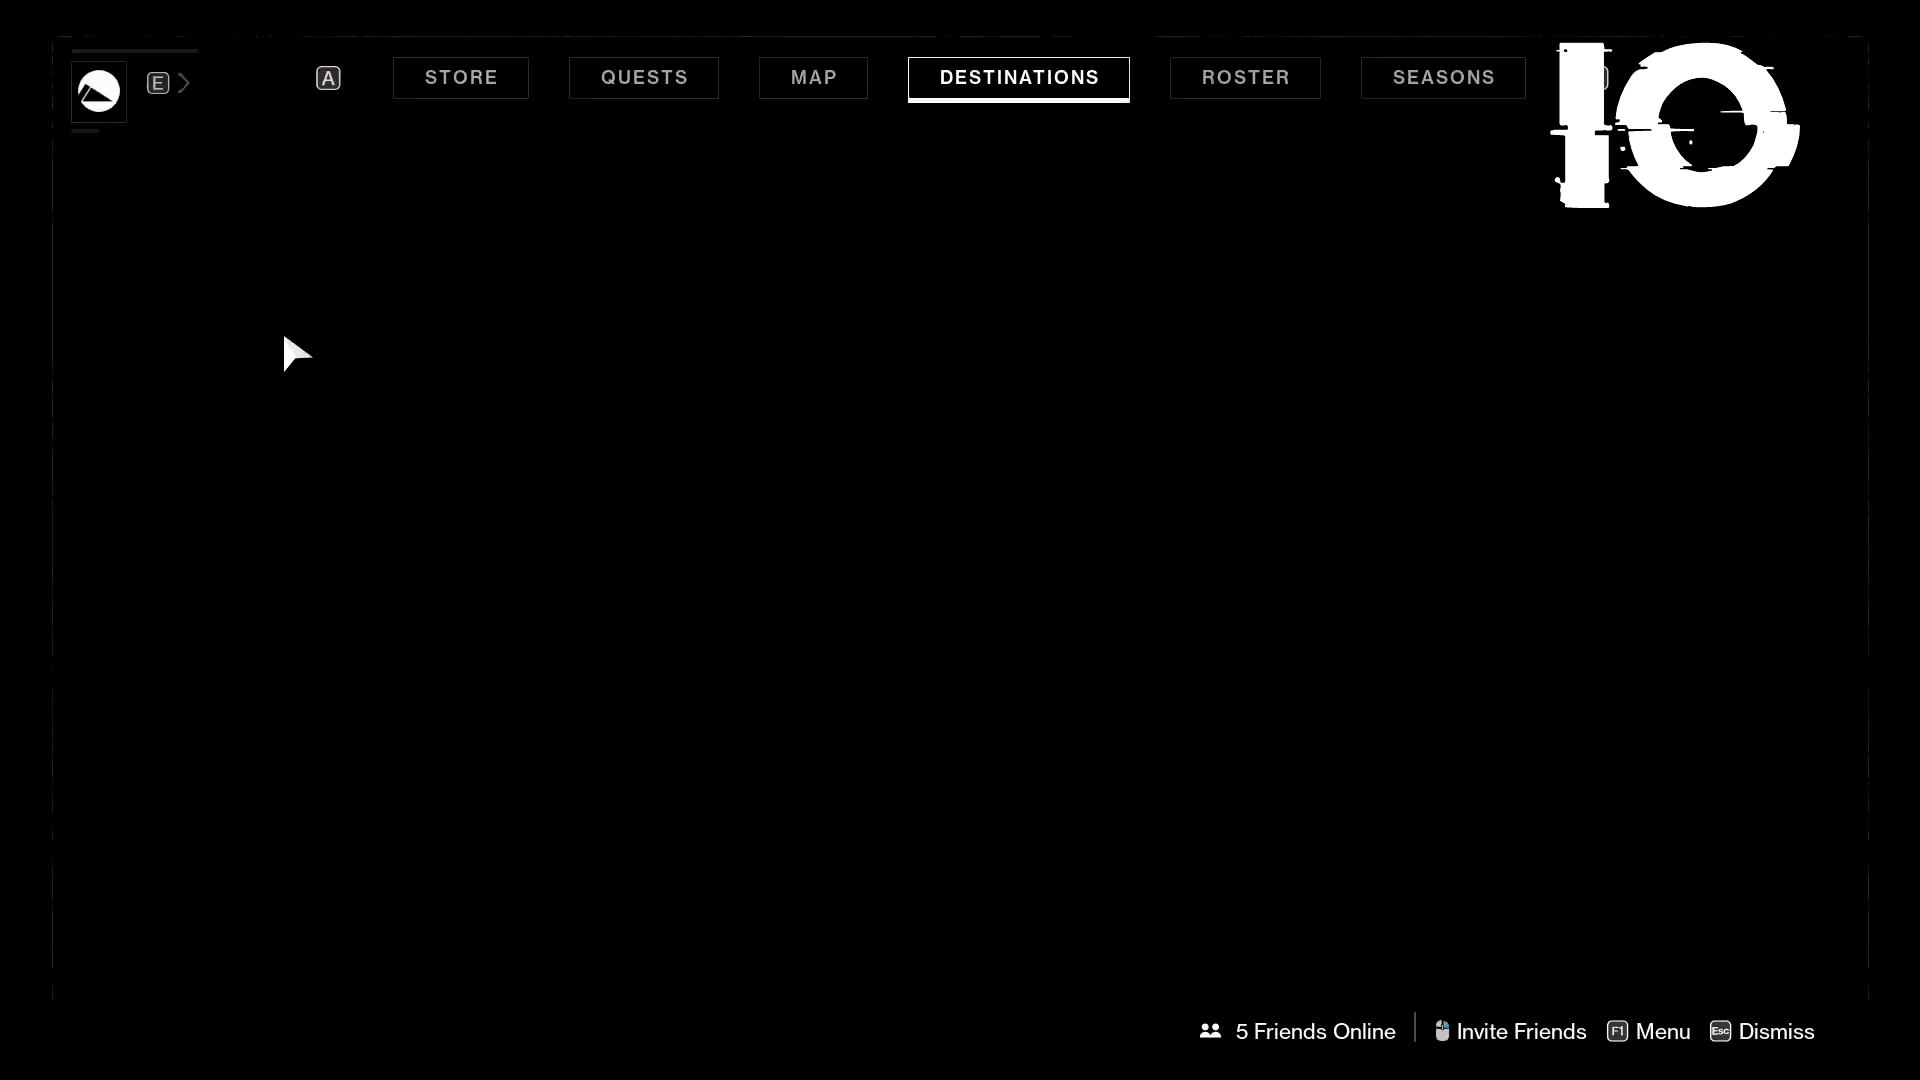 E
A
STORE
QUESTS
MAP
DESTINATIONS
ROSTER
SEASONS
IO
5 Friends Online
Invite Friends
F1 Menu
Esc Dismiss